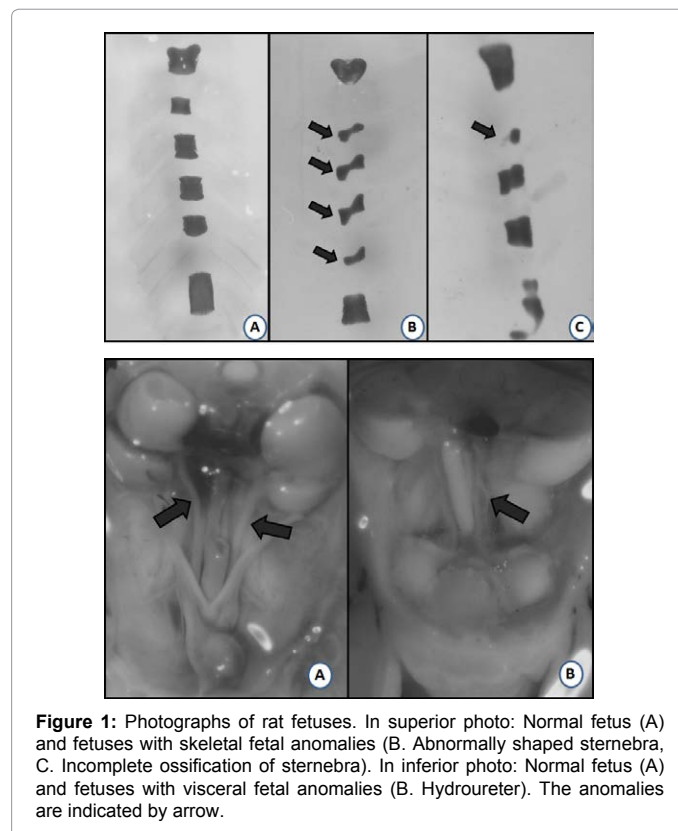 A
B
C
A
B
Figure 1: Photographs of rat fetuses. In superior photo: Normal fetus (A)
and fetuses with skeletal fetal anomalies (B. Abnormally shaped sternebra,
C. Incomplete ossification of sternebra). In inferior photo: Normal fetus (A)
and fetuses with visceral fetal anomalies (B. Hydroureter). The anomalies
are indicated by arrow.